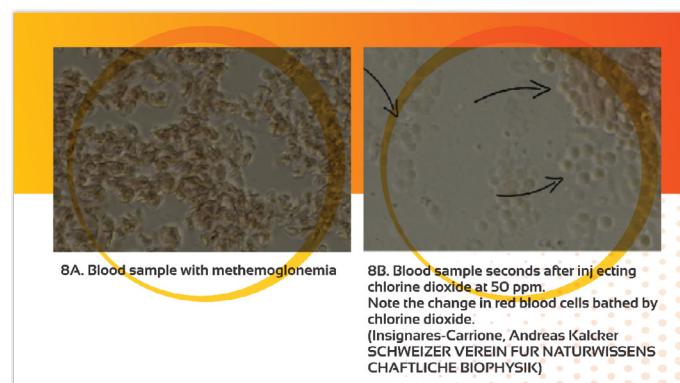 8A. Blood sample with methemoglonemia
8B. Blood sample seconds after inj ecting
chlorine dioxide at 50 ppm.
Note the change in red blood cells bathed by
chlorine dioxide.
(Insignares-Carrione, Andreas Kalcker
SCHWEIZER VEREIN FUR NATURWISSENS
CHAFTLICHE BIOPHYSIK)